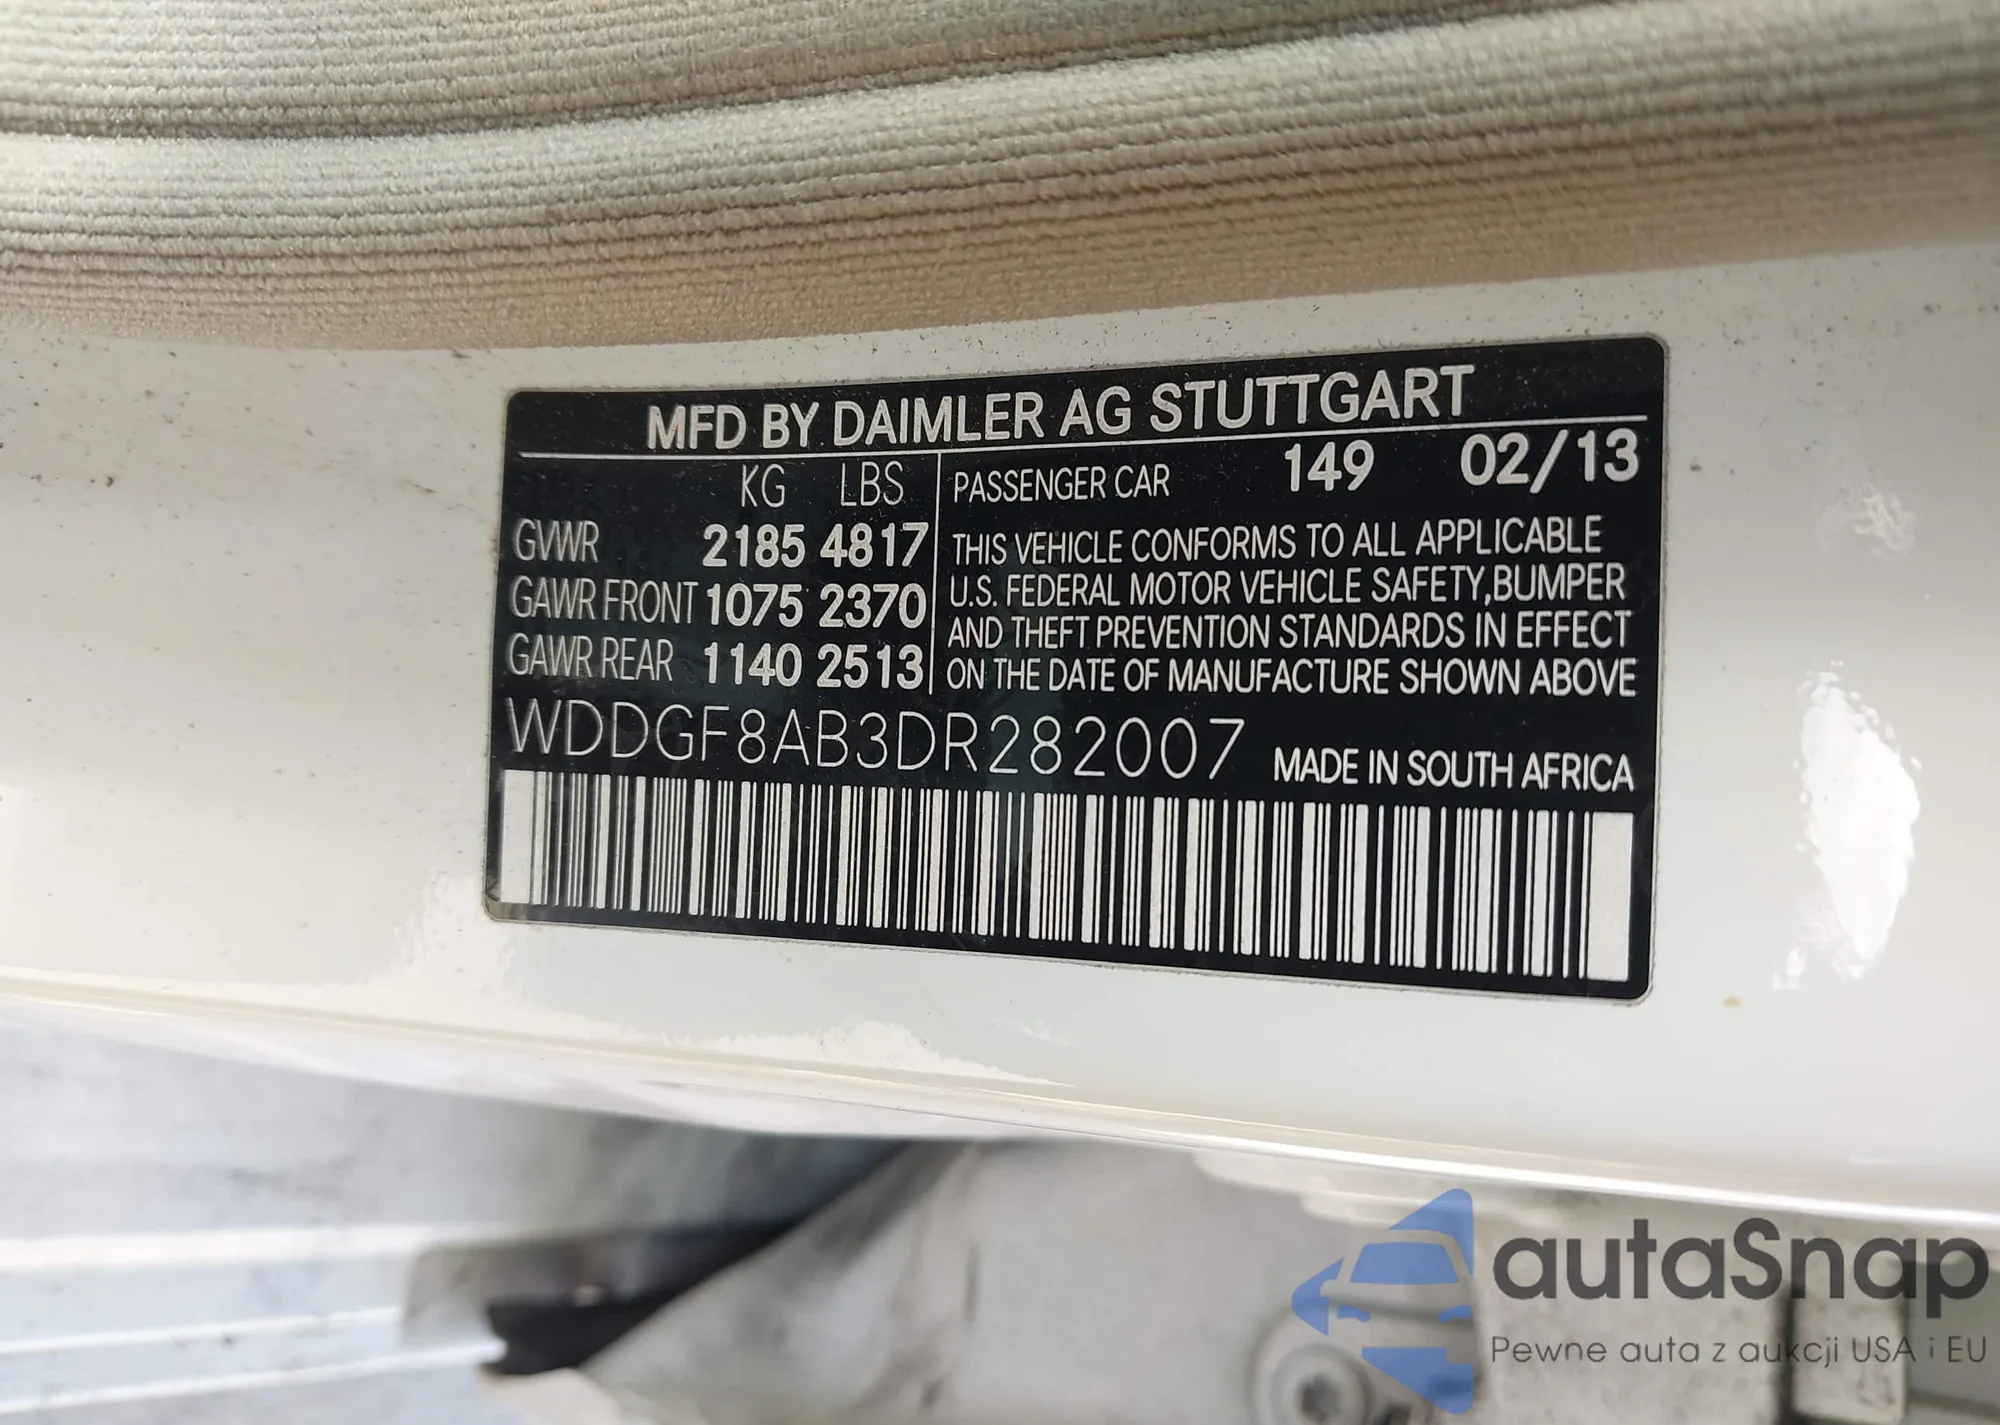 MFD BY DAIMLER AG STUTTGART
KG LBS
GVWR 2185 4817
GAWR FRONT 1075 2370
GAWR REAR 1140 2513
PASSENGER CAR 149 02/13
THIS VEHICLE CONFORMS TO ALL APPLICABLE
U.S. FEDERAL MOTOR VEHICLE SAFETY,BUMPER
AND THEFT PREVENTION STANDARDS IN EFFECT
ON THE DATE OF MANUFACTURE SHOWN ABOVE
WDDGF8AB3DR282007
MADE IN SOUTH AFRICA
autaSnap
Pewne auta z aukcji USA i EU